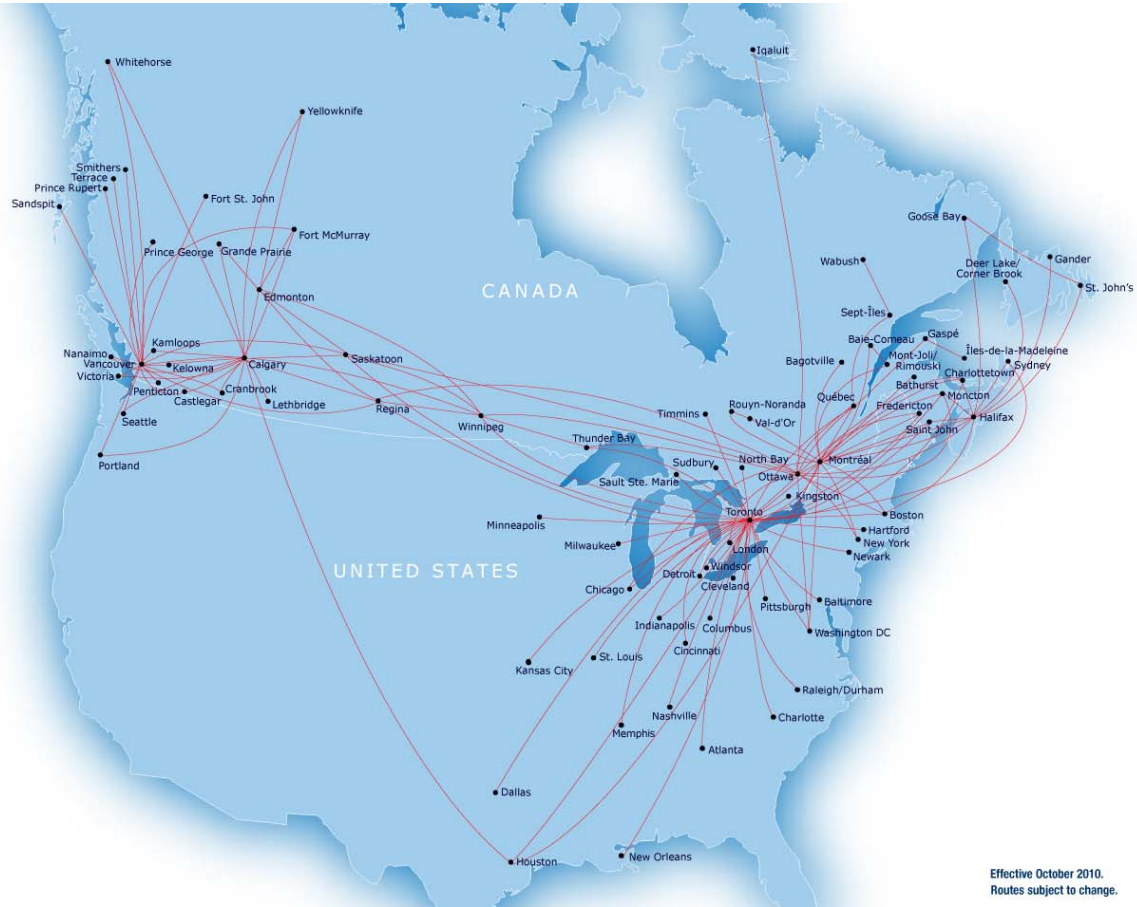 Whitehorse
Iqaluit
Yellowknife
Smithers
Terrace
Prince Rupert
Sandspit
Fort St. John
Goose Bay
Fort McMurray
Prince George
Grande Prairie
Wabush
Deer Lake/
Corner Brook
Gander
St. John's
CANADA
Edmonton
Sept-Îles
Gaspé
Baie-Comeau
Kamloops
Nanaimo
Vancouver
Calgary
Saskatoon
Bagotville
Mont-Joli/
Rimouski
Îles-de-la-Madeleine
Sydney
Kelowna
Victoria
Charlottetown
Bathurst
Penticton
Cranbrook
Castlegar
Lethbridge
Québec
Moncton
Fredericton
Rouyn-Noranda
Timmins
Regina
Seattle
Winnipeg
Val-d'Or
Saint John
Halifax
Thunder Bay
Portland
Sudbury
North Bay
Montréal
Ottawa
Sault Ste. Marie
Kingston
Toronto
Boston
Minneapolis
Hartford
New York
Milwaukee
London
Newark
UNITED STATES
Windsor
Detroit
Cleveland
Chicago
Pittsburgh
Baltimore
Indianapolis
Columbus
Washington DC
Cincinnati
St. Louis
Kansas City
Raleigh/Durham
Nashville
Charlotte
Memphis
Atlanta
Dallas
Houston
New Orleans
Effective October 2010.
Routes subject to change.